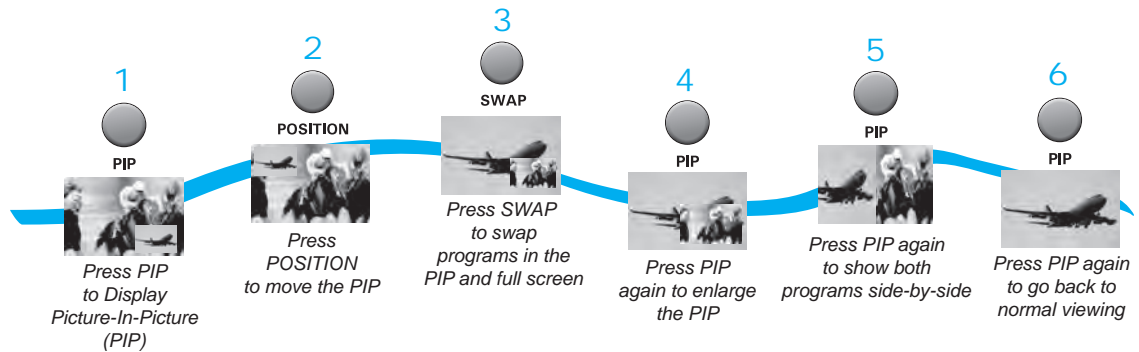 1
PIP
Press PIP
to Display
Picture-In-Picture
(PIP)
2
POSITION
Press
POSITION
to move the PIP
3
SWAP
Press SWAP
to swap
programs in the
PIP and full screen
4
PIP
Press PIP
again to enlarge
the PIP
5
PIP
Press PIP again
to show both
programs side-by-side
6
PIP
Press PIP again
to go back to
normal viewing